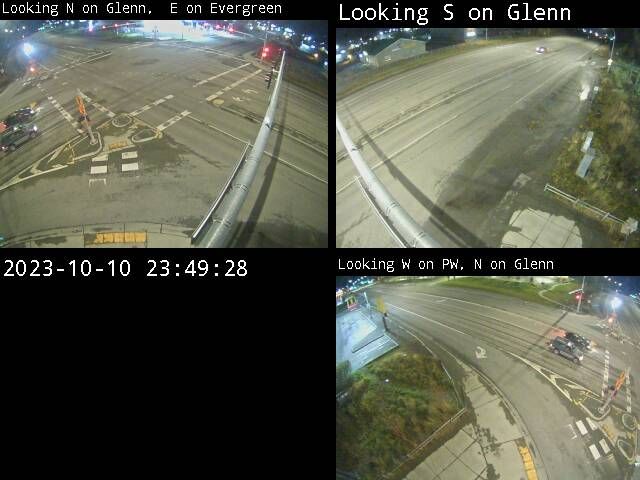 Looking N on Glenn,  E on Evergreen
Looking S on Glenn
2023-10-10 23:49:28
Looking W on PW, N on Glenn